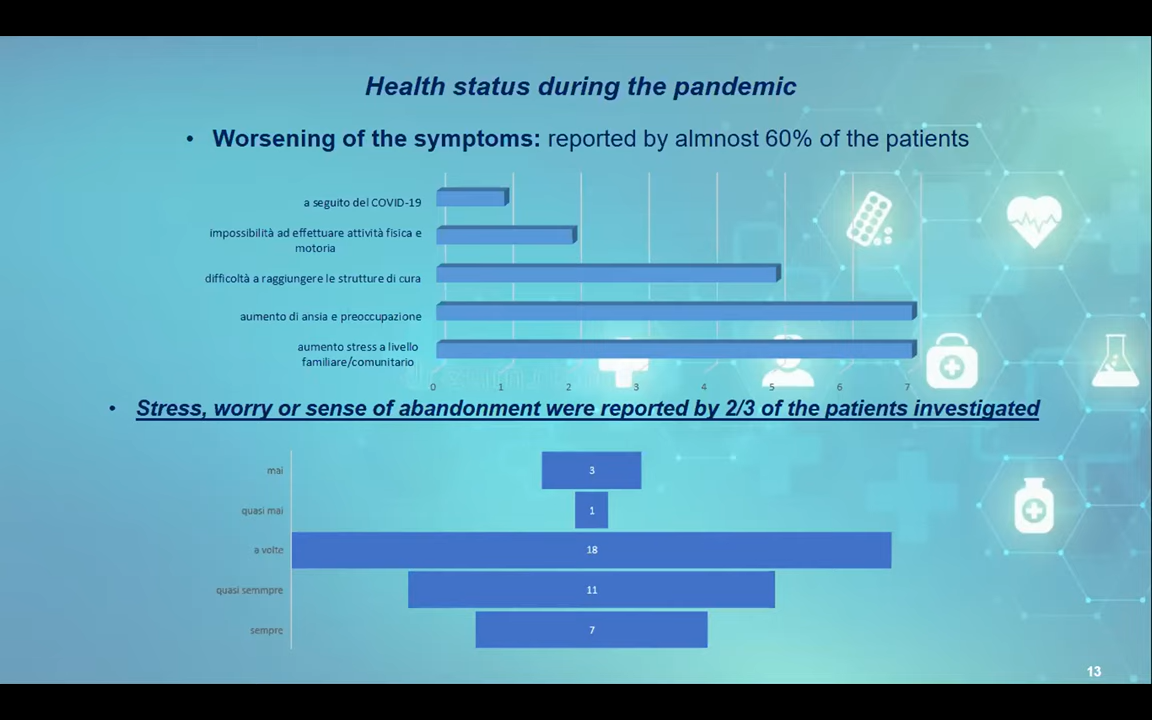 Health status during the pandemic
• Worsening of the symptoms: reported by almnost 60% of the patients
a seguito del COVID-19
impossibilità ad effettuare attività fisica e
motoria
difficoltà a raggiungere le strutture di cura
aumento di ansia e preoccupazione
aumento stress a livello
familiare/comunitario
0 1 2 3 4 5 6 7
• Stress, worry or sense of abandonment were reported by 2/3 of the patients investigated
mai 3
quasi mai 1
a volte 18
quasi semmpre 11
sempre 7
13